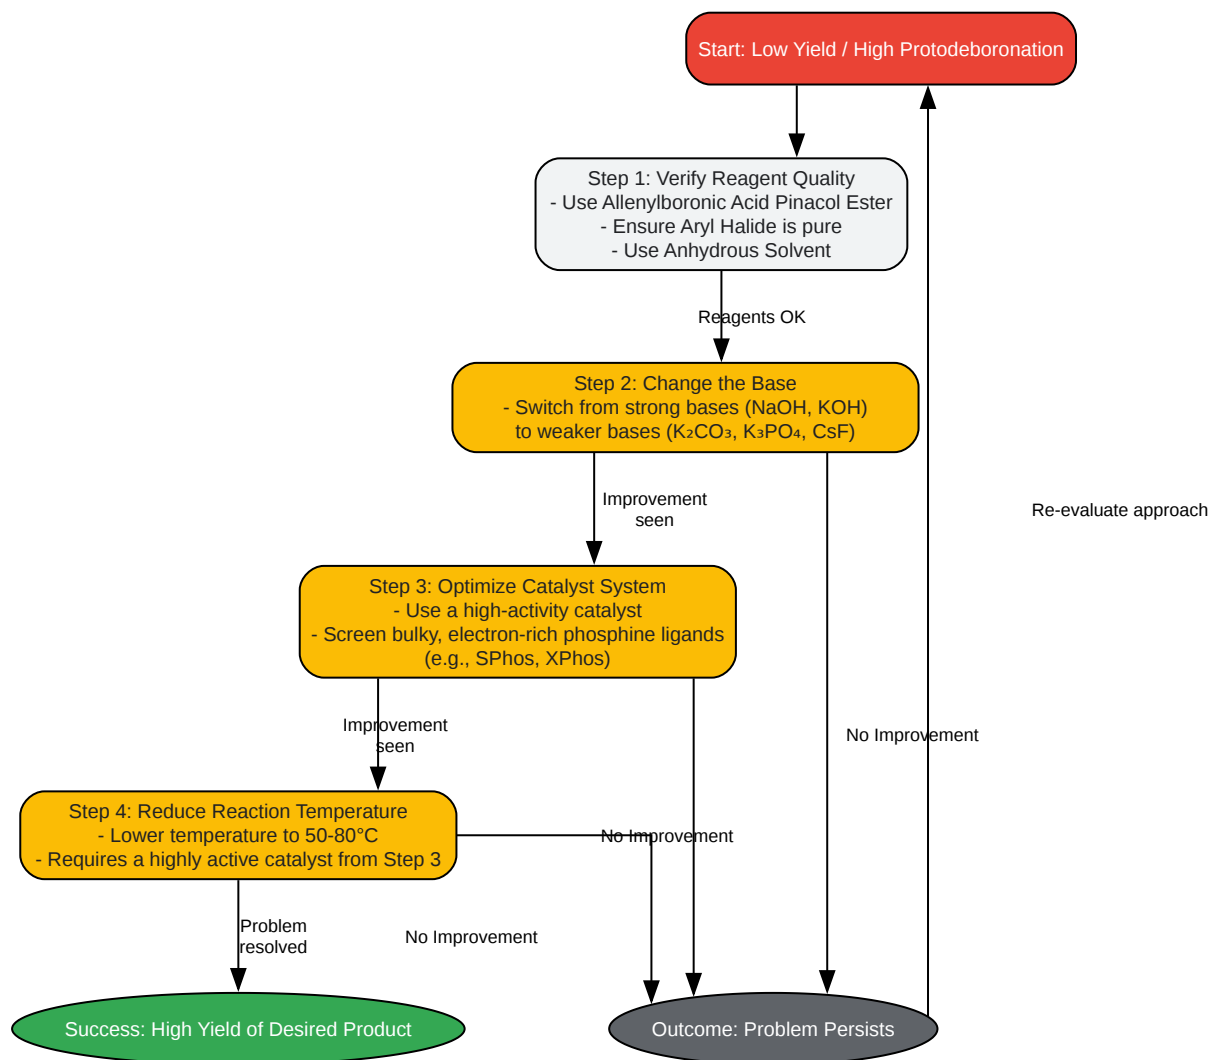 Start: Low Yield / High Protodeboronation
Step 1: Verify Reagent Quality
- Use Allenylboronic Acid Pinacol Ester
- Ensure Aryl Halide is pure
- Use Anhydrous Solvent
Reagents OK
Step 2: Change the Base
- Switch from strong bases (NaOH, KOH)
to weaker bases (K₂CO₃, K₃PO₄, CsF)
Improvement
seen
Re-evaluate approach
Step 3: Optimize Catalyst System
- Use a high-activity catalyst
- Screen bulky, electron-rich phosphine ligands
(e.g., SPhos, XPhos)
Improvement
seen
No Improvement
Step 4: Reduce Reaction Temperature
- Lower temperature to 50-80°C
- Requires a highly active catalyst from Step 3
No Improvement
Problem
resolved
No Improvement
Success: High Yield of Desired Product
Outcome: Problem Persists